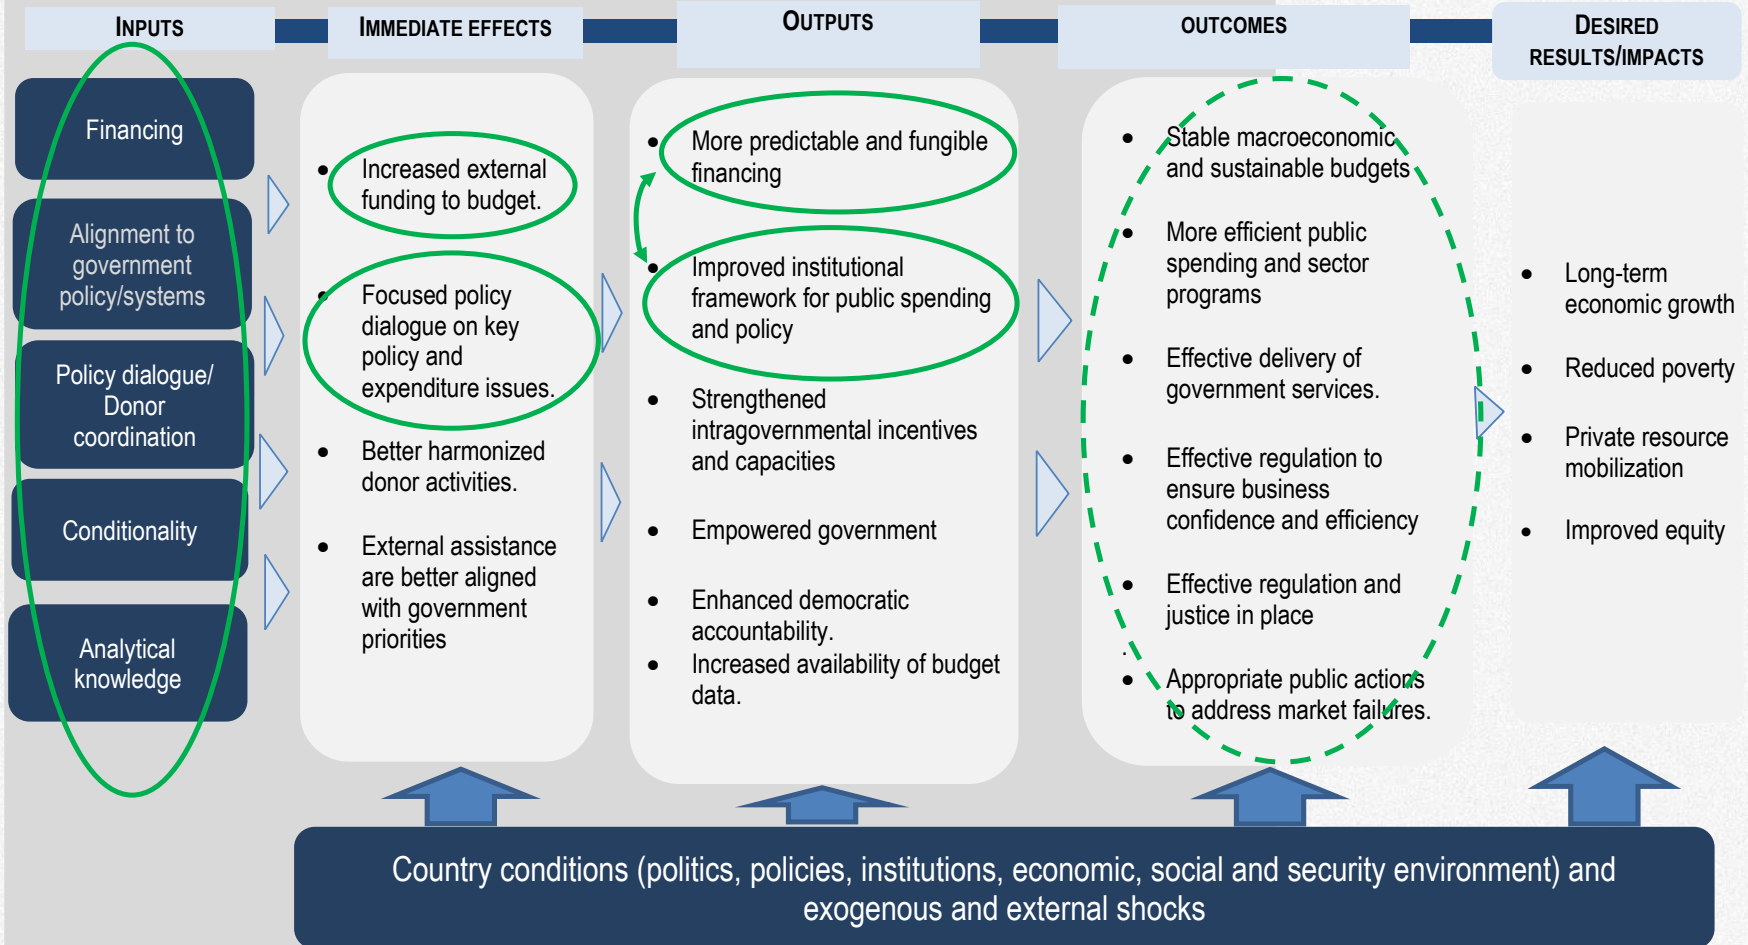 INPUTS
IMMEDIATE EFFECTS
OUTPUTS
OUTCOMES
DESIRED
RESULTS/IMPACTS
Financing
Alignment to
government
policy/systems
Policy dialogue/
Donor
coordination
Conditionality
Analytical
knowledge
• Increased external
funding to budget.
• Focused policy
dialogue on key
policy and
expenditure issues.
• Better harmonized
donor activities.
• External assistance
are better aligned
with government
priorities
• More predictable and fungible
financing
• Improved institutional
framework for public spending
and policy
• Strengthened
intragovernmental incentives
and capacities
• Empowered government
• Enhanced democratic
accountability.
• Increased availability of budget
data.
• Stable macroeconomic
and sustainable budgets
• More efficient public
spending and sector
programs
• Effective delivery of
government services.
• Effective regulation to
ensure business
confidence and efficiency
• Effective regulation and
justice in place
.
• Appropriate public actions
to address market failures.
• Long-term
economic growth
• Reduced poverty
• Private resource
mobilization
• Improved equity
Country conditions (politics, policies, institutions, economic, social and security environment) and
exogenous and external shocks